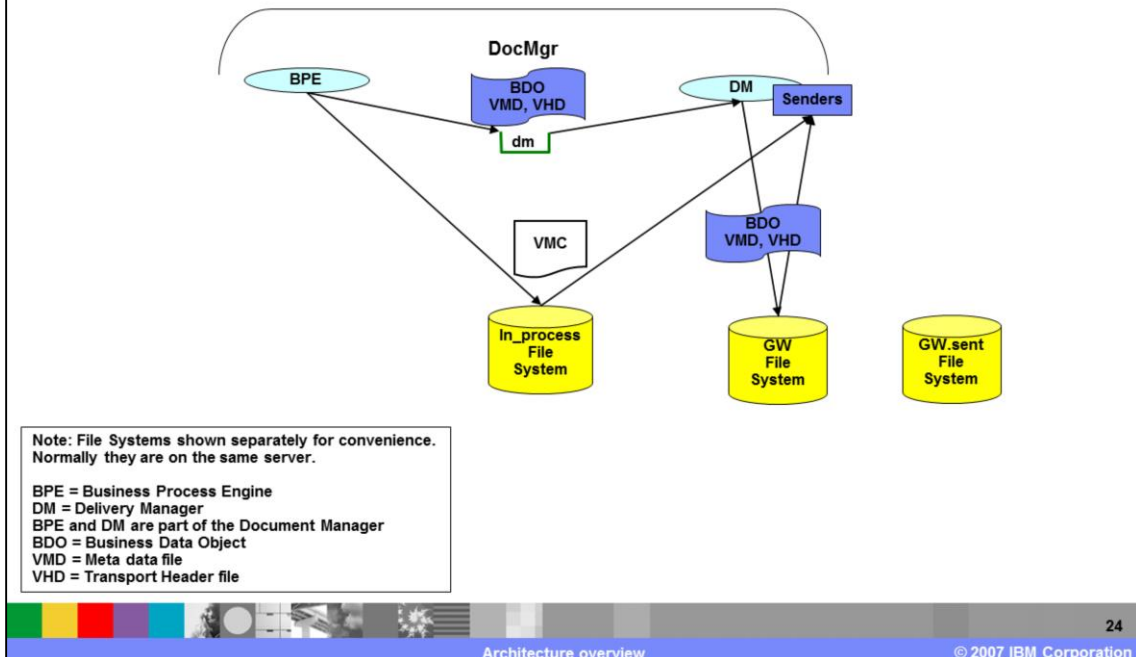 DocMgr
BPE
BDO
VMD, VHD
DM
Senders
dm
BDO
VMD, VHD
VMC
In_process
File
System
GW
File
System
GW.sent
File
System
Note: File Systems shown separately for convenience.
Normally they are on the same server.
BPE = Business Process Engine
DM = Delivery Manager
BPE and DM are part of the Document Manager
BDO = Business Data Object
VMD = Meta data file
VHD = Transport Header file
24
Architecture overview
© 2007 IBM Corporation